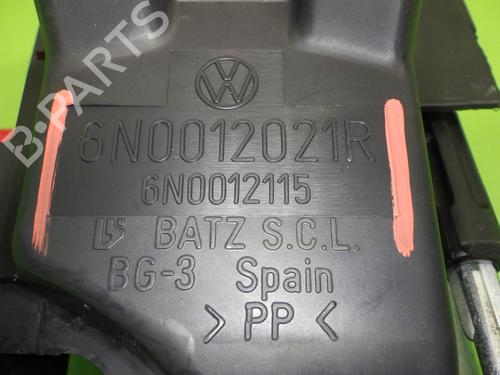 B-PARTS
VW
6N0012021R
6N0012115
BATZ S.C.L.
BG-3 Spain
>PP<